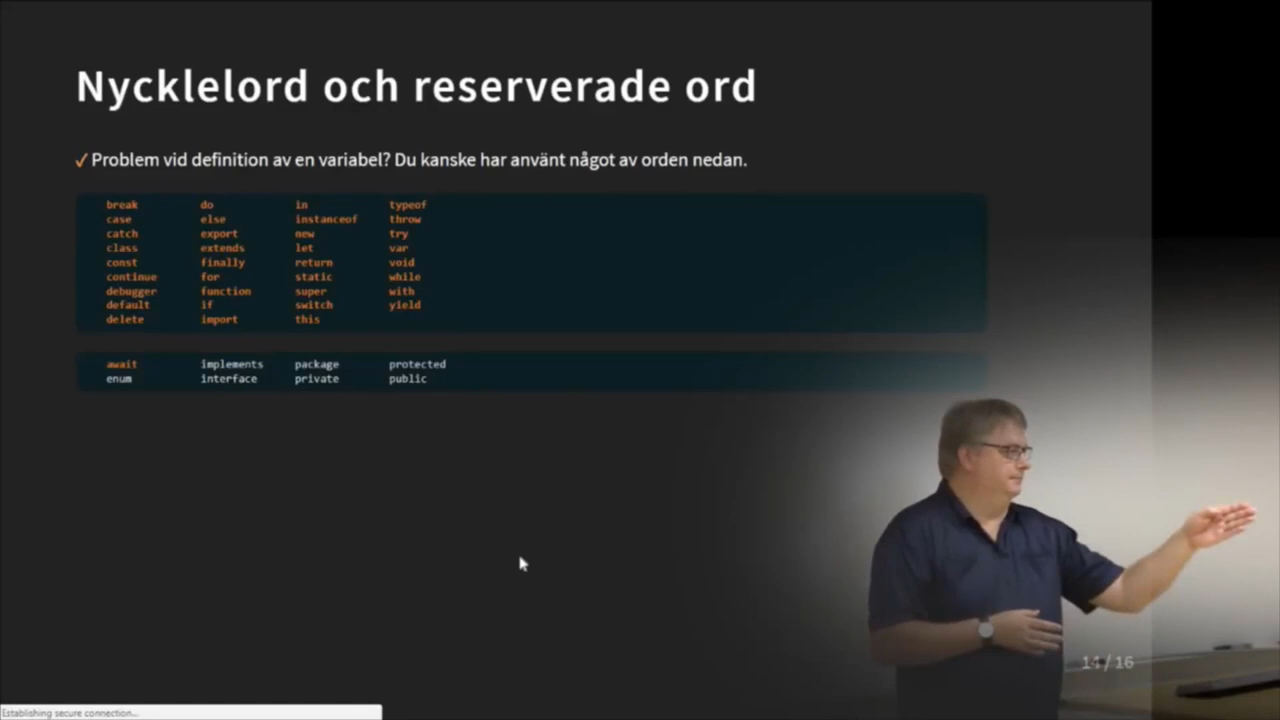 Nycklelord och reserverade ord
✓ Problem vid definition av en variabel? Du kanske har använt något av orden nedan.
break do in typeof
case else instanceof throw
catch export new try
class extends let var
const finally return void
continue for static while
debugger function super with
default if switch yield
delete import this
await implements package protected
enum interface private public
14 / 16
Establishing secure connection...